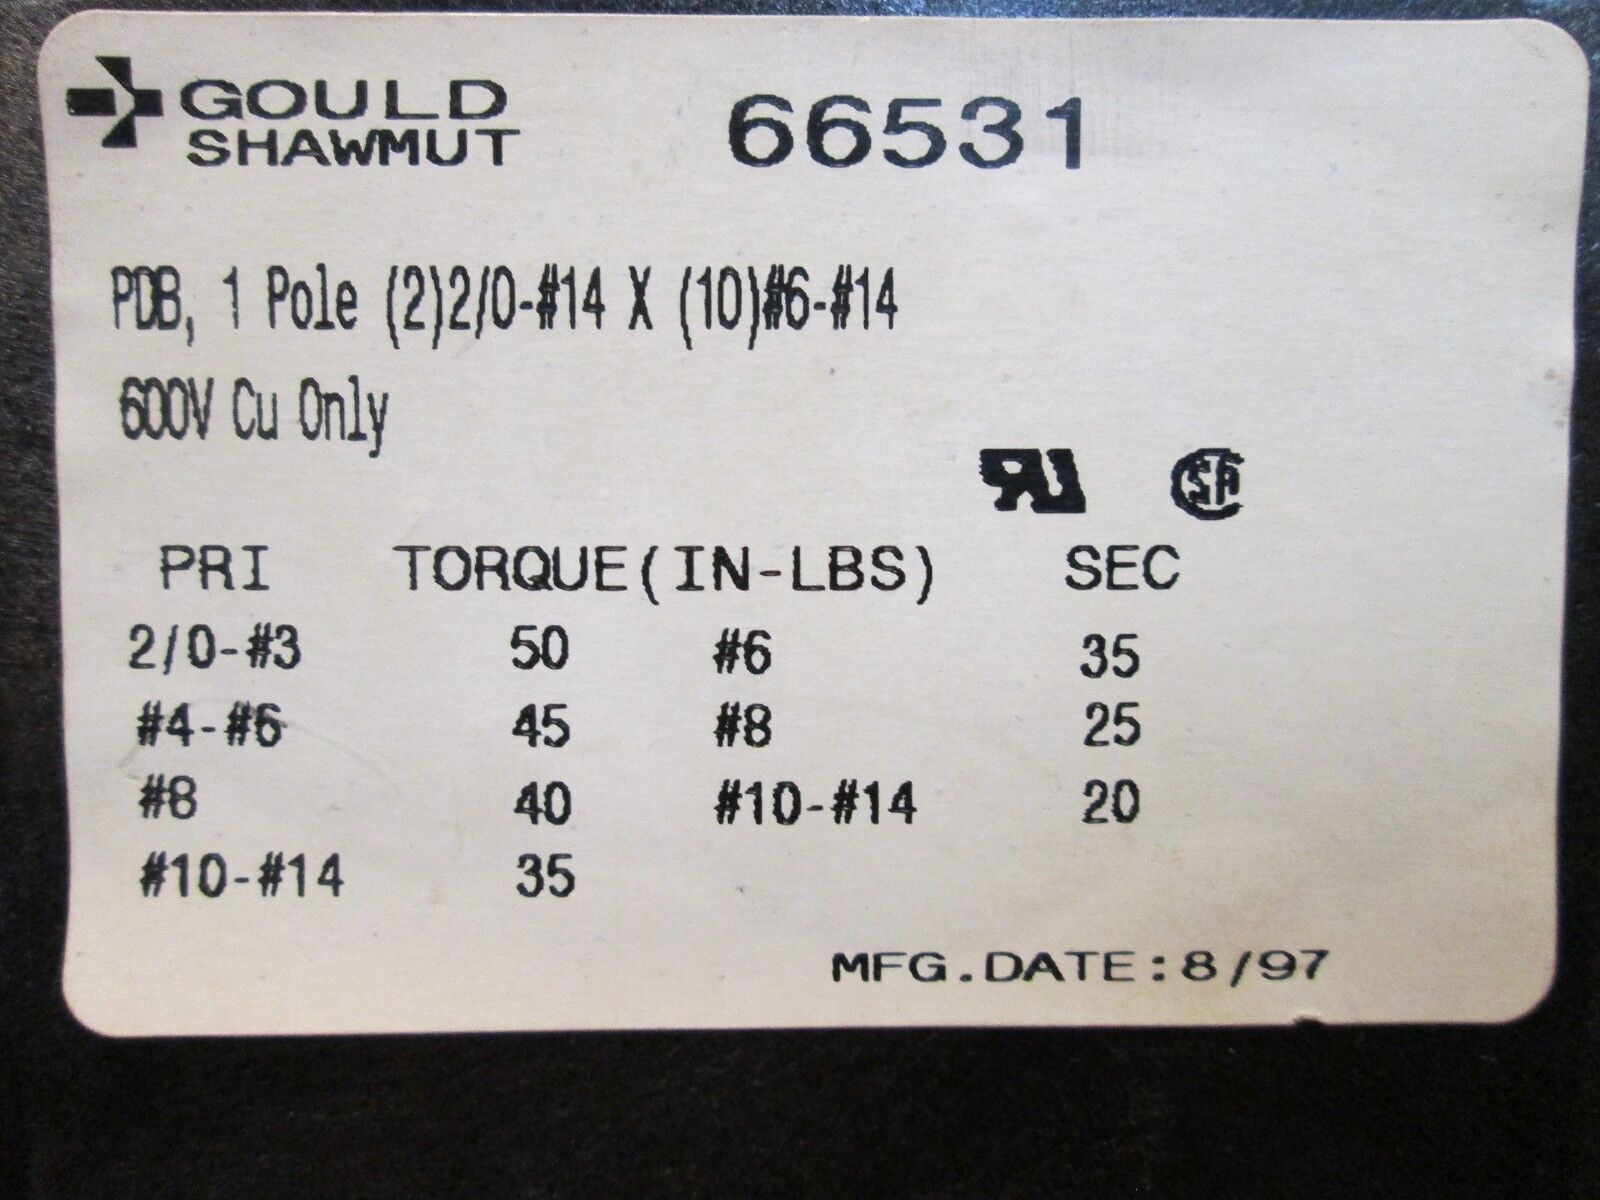 GOULD
SHAWMUT
66531
PDB, 1 Pole (2)2/0-#14 X (10)#6-#14
600V Cu Only
RU CSA
PRI TORQUE(IN-LBS) SEC
2/0-#3 50 #6 35
#4-#6 45 #8 25
#8 40 #10-#14 20
#10-#14 35
MFG.DATE:8/97